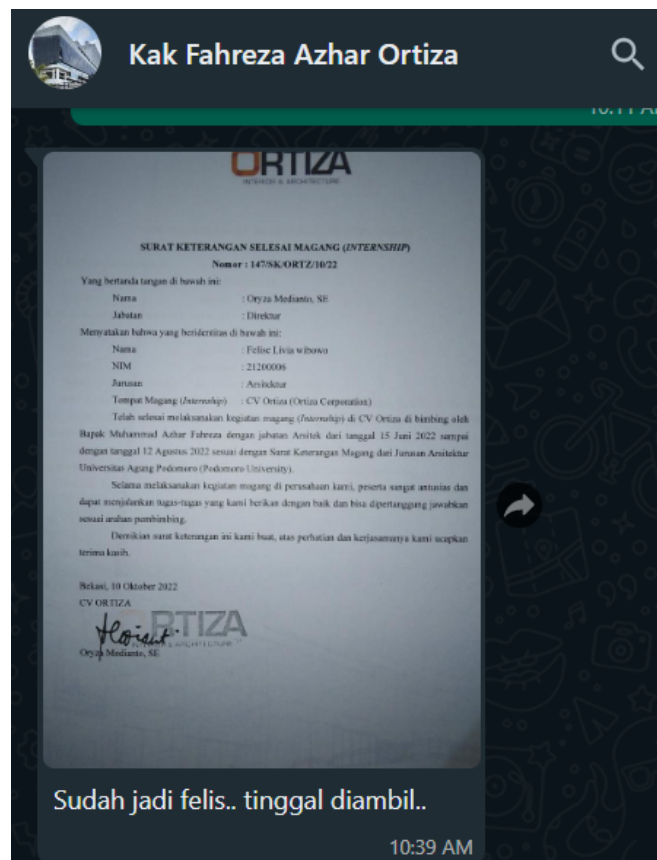 Kak Fahreza Azhar Ortiza
10:11 AM
ORTIZA
INTERIOR & ARCHITECTURE
SURAT KETERANGAN SELESAI MAGANG (INTERNSHIP)
Nomor : 147/SK/ORTZ/10/22
Yang bertanda tangan di bawah ini:
Nama : Oryza Medianto, SE
Jabatan : Direktur
Menyatakan bahwa yang beridentitas di bawah ini:
Nama : Felise Livia wibowo
NIM : 21200006
Jurusan : Arsitektur
Tempat Magang (Internship) : CV Ortiza (Ortiza Corporation)
Telah selesai melaksanakan kegiatan magang (Internship) di CV Ortiza di bimbing oleh
Bapak Muhammad Azhar Fahreza dengan jabatan Arsitek dari tanggal 15 Juni 2022 sampai
dengan tanggal 12 Agustus 2022 sesuai dengan Surat Keterangan Magang dari Jurusan Arsitektur
Universitas Agung Podomoro (Podomoro University).
Selama melaksanakan kegiatan magang di perusahaan kami, peserta sangat antusias dan
dapat menjalankan tugas-tugas yang kami berikan dengan baik dan bisa dipertanggung jawabkan
sesuai arahan pembimbing.
Demikian surat keterangan ini kami buat, atas perhatian dan kerjasamanya kami ucapkan
terima kasih.
Bekasi, 10 Oktober 2022
CV ORTIZA
ORTIZA
INTERIOR & ARCHITECTURE
Oryza Medianto, SE
Sudah jadi felis.. tinggal diambil..
10:39 AM